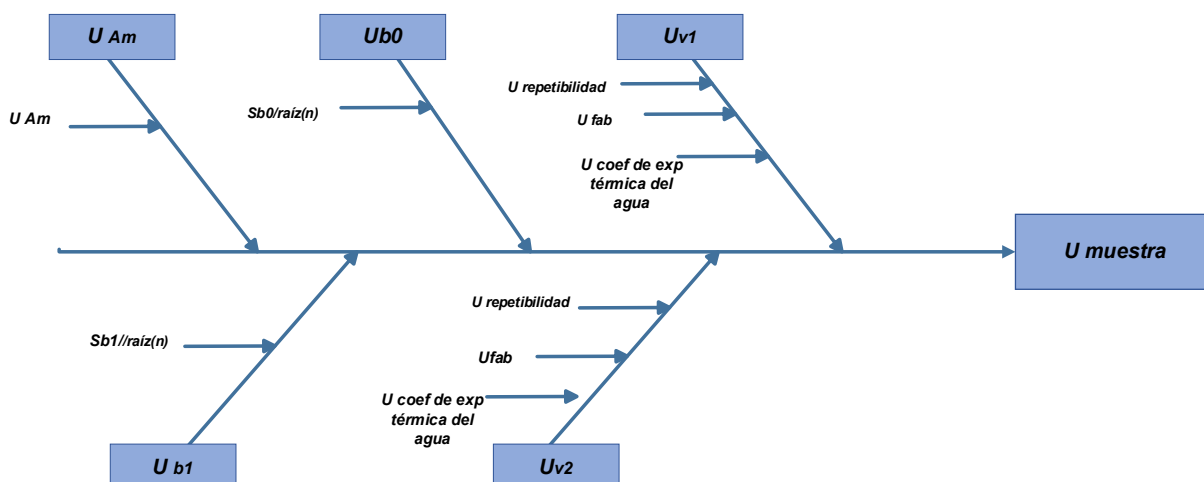 U Am
Ub0
Uv1
U Am
Sb0/raíz(n)
U repetibilidad
U fab
U coef de exp
térmica del
agua
U muestra
Sb1//raíz(n)
U repetibilidad
Ufab
U coef de exp
térmica del
agua
U b1
Uv2